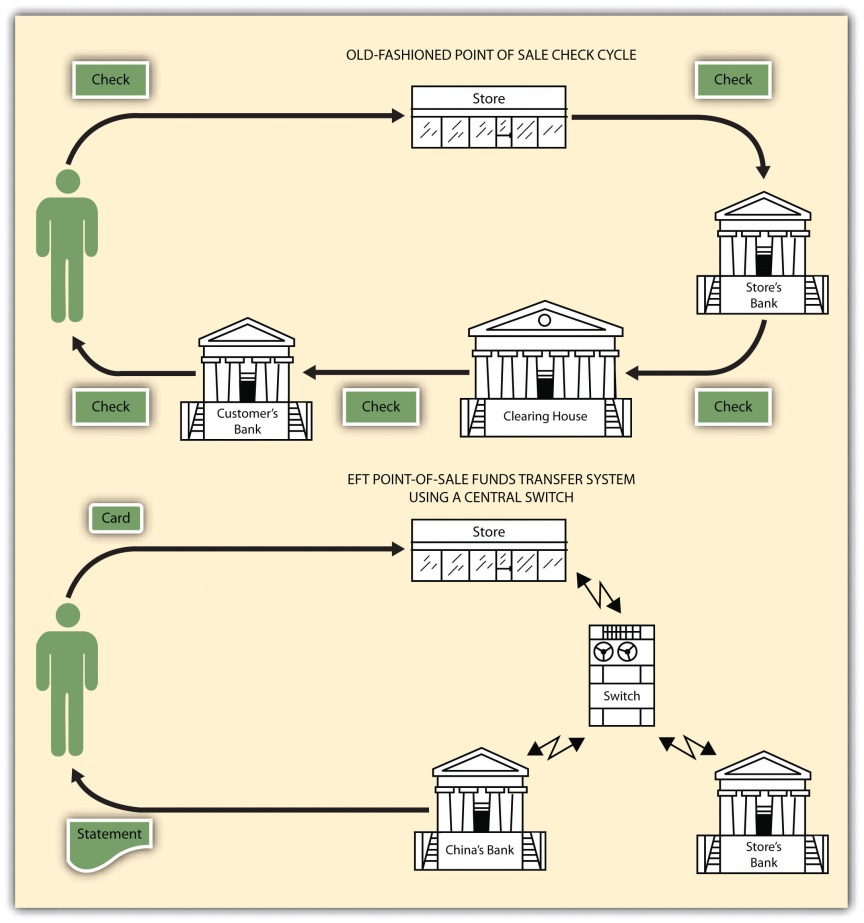 OLD-FASHIONED POINT OF SALE CHECK CYCLE
Check
Check
Store
Store's
Bank
Customer's
Bank
Clearing House
Check
Check
Check
EFT POINT-OF-SALE FUNDS TRANSFER SYSTEM
USING A CENTRAL SWITCH
Card
Store
Switch
Statement
China's Bank
Store's
Bank